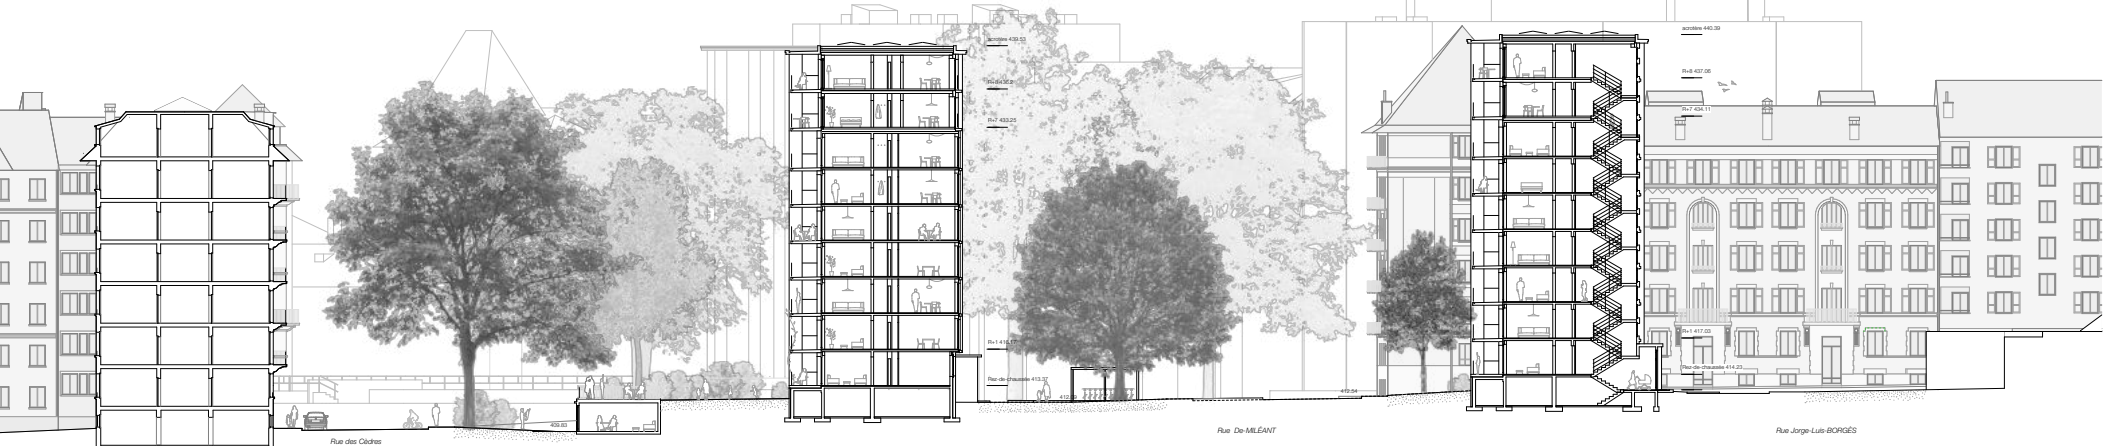 acrotère 439.53
R+8 436.2
R+7 433.25
R+1 416.17
Rez-de-chaussée 413.37
412.54
409.83
acrotère 440.39
R+8 437.06
R+7 434.11
R+1 417.03
Rez-de-chaussée 414.23
Rue des Cèdres
Rue De-MILÉANT
Rue Jorge-Luis-BORGÈS